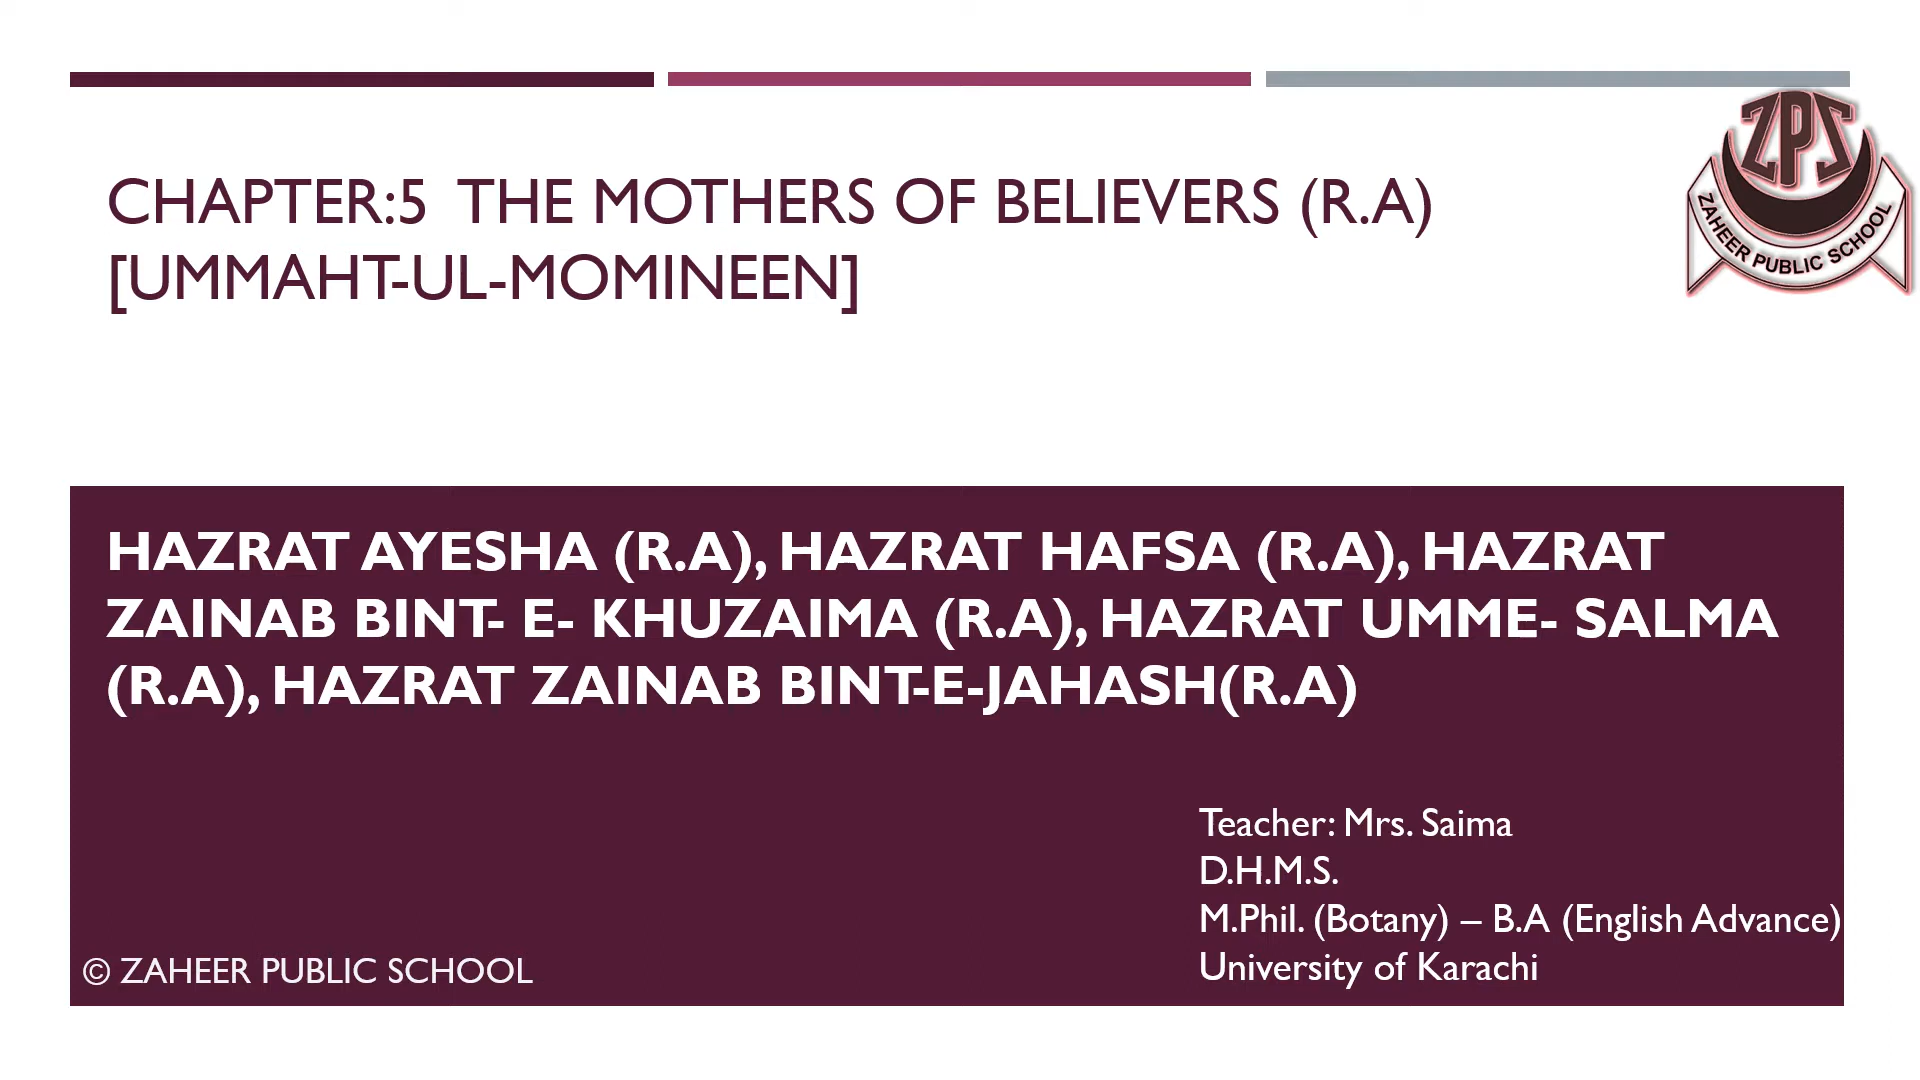 ZPS
ZAHEER PUBLIC SCHOOL
CHAPTER:5 THE MOTHERS OF BELIEVERS (R.A)
[UMMAHT-UL-MOMINEEN]
HAZRAT AYESHA (R.A), HAZRAT HAFSA (R.A), HAZRAT
ZAINAB BINT- E- KHUZAIMA (R.A), HAZRAT UMME- SALMA
(R.A), HAZRAT ZAINAB BINT-E-JAHASH(R.A)
Teacher: Mrs. Saima
D.H.M.S.
M.Phil. (Botany) – B.A (English Advance)
University of Karachi
© ZAHEER PUBLIC SCHOOL